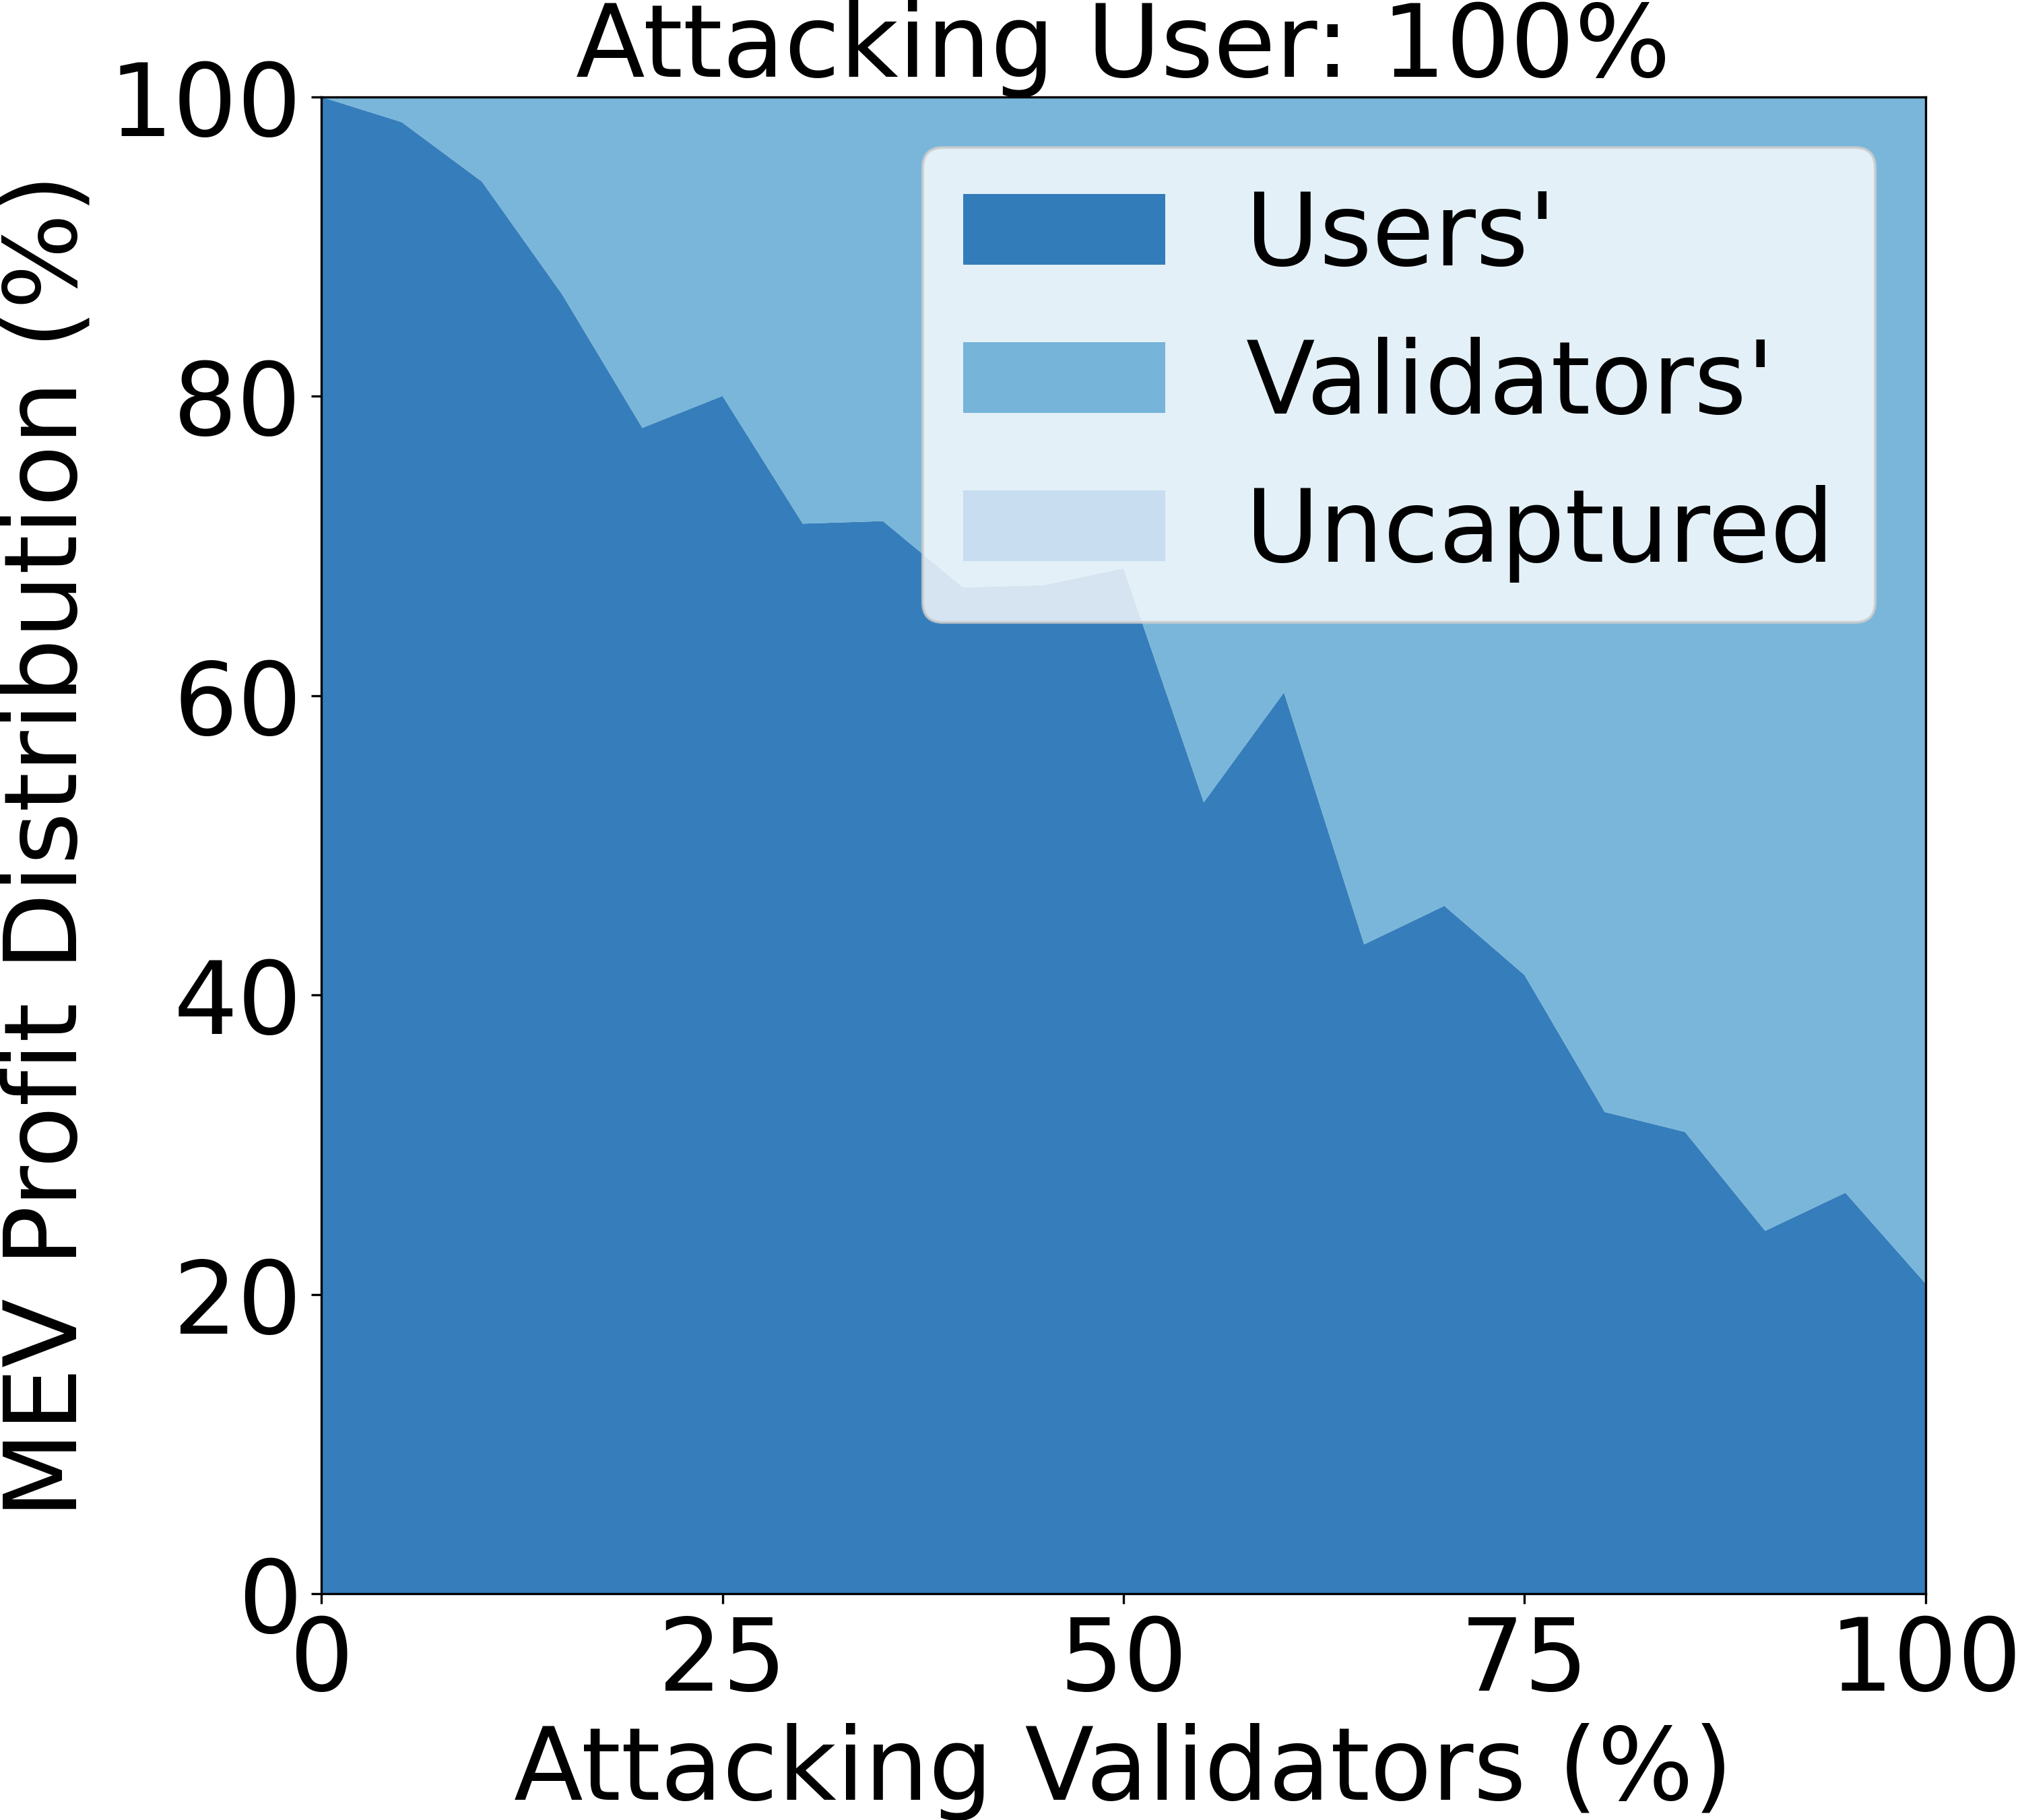 Attacking User: 100%
MEV Profit Distribution (%)
100
80
60
40
20
0
Users'
Validators'
Uncaptured
0 25 50 75 100
Attacking Validators (%)